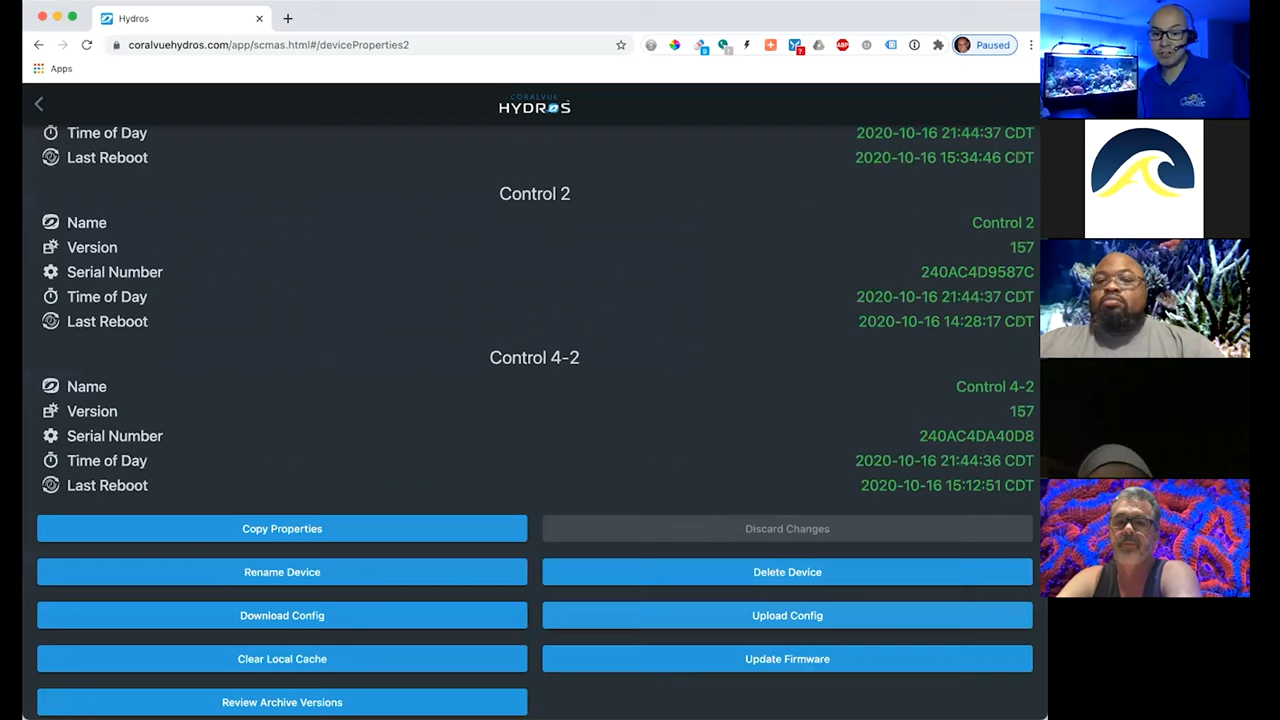 Hydros
coralvuehydros.com/app/scmas.html#/deviceProperties2
Paused
Apps
CORALVUE
HYDROS
Time of Day 2020-10-16 21:44:37 CDT
Last Reboot 2020-10-16 15:34:46 CDT
Control 2
Name Control 2
Version 157
Serial Number 240AC4D9587C
Time of Day 2020-10-16 21:44:37 CDT
Last Reboot 2020-10-16 14:28:17 CDT
Control 4-2
Name Control 4-2
Version 157
Serial Number 240AC4DA40D8
Time of Day 2020-10-16 21:44:36 CDT
Last Reboot 2020-10-16 15:12:51 CDT
Copy Properties Discard Changes
Rename Device Delete Device
Download Config Upload Config
Clear Local Cache Update Firmware
Review Archive Versions